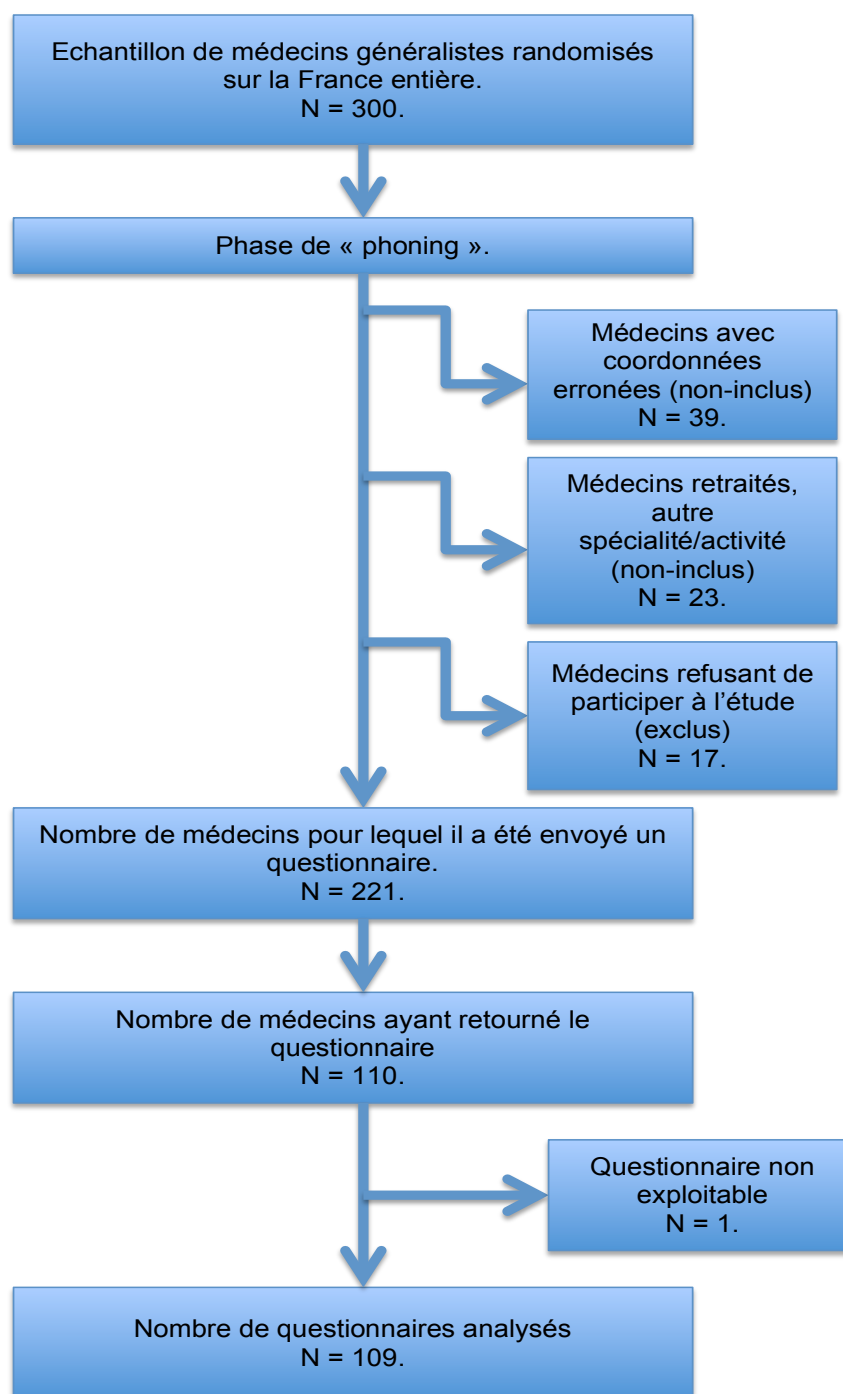 Echantillon de médecins généralistes randomisés
sur la France entière.
N = 300.
Phase de « phoning ».
Médecins avec
coordonnées
erronées (non-inclus)
N = 39.
Médecins retraités,
autre
spécialité/activité
(non-inclus)
N = 23.
Médecins refusant de
participer à l’étude
(exclus)
N = 17.
Nombre de médecins pour lequel il a été envoyé un
questionnaire.
N = 221.
Nombre de médecins ayant retourné le
questionnaire
N = 110.
Questionnaire non
exploitable
N = 1.
Nombre de questionnaires analysés
N = 109.